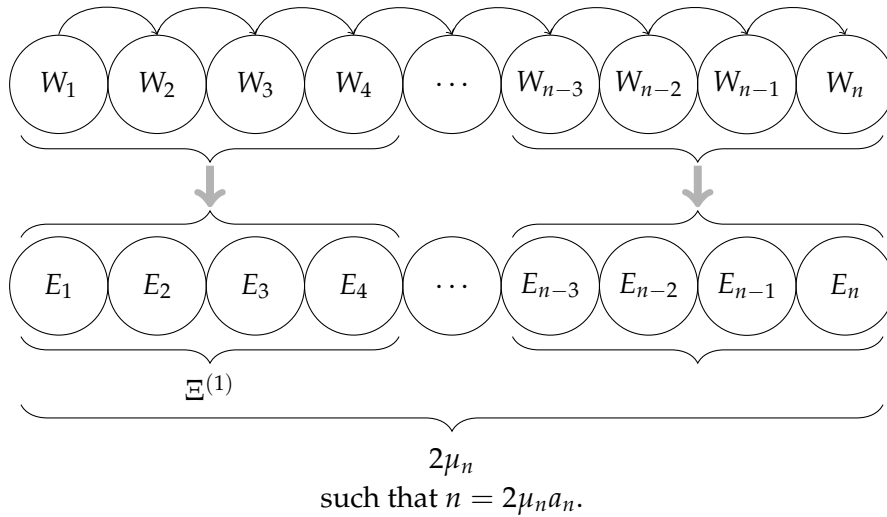 W₁ W₂ W₃ W₄ ⋯ Wₙ₋₃ Wₙ₋₂ Wₙ₋₁ Wₙ
E₁ E₂ E₃ E₄ ⋯ Eₙ₋₃ Eₙ₋₂ Eₙ₋₁ Eₙ
Ξ⁽¹⁾
2μₙ
such that n = 2μₙaₙ.